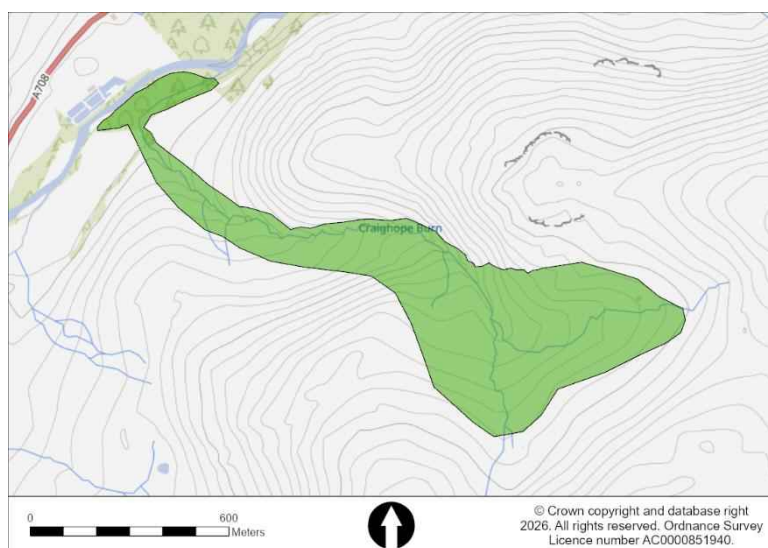 A708
Craighope Burn
0
600
Meters
© Crown copyright and database right
2026. All rights reserved. Ordnance Survey
Licence number AC0000851940.